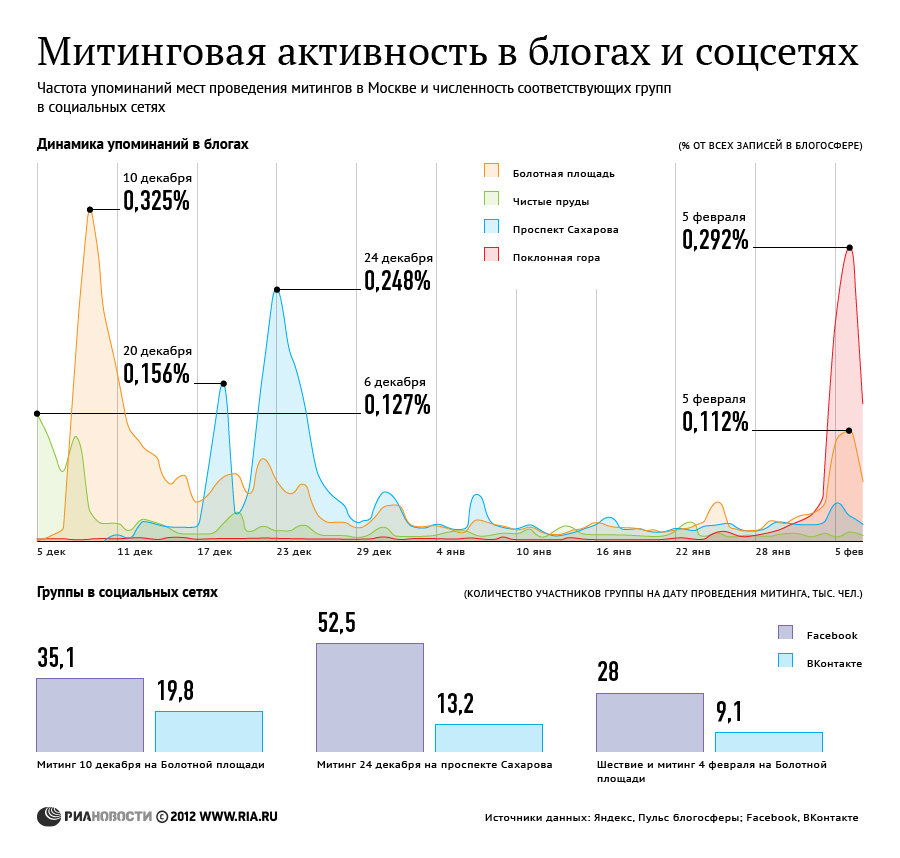 Митинговая активность в блогах и соцсетях
Частота упоминаний мест проведения митингов в Москве и численность соответствующих групп
в социальных сетях
Динамика упоминаний в блогах
(% ОТ ВСЕХ ЗАПИСЕЙ В БЛОГОСФЕРЕ)
10 декабря
0,325%
20 декабря
0,156%
24 декабря
0,248%
6 декабря
0,127%
Болотная площадь
Чистые пруды
Проспект Сахарова
Поклонная гора
5 февраля
0,292%
5 февраля
0,112%
5 дек
11 дек
17 дек
23 дек
29 дек
4 янв
10 янв
16 янв
22 янв
28 янв
5 фев
Группы в социальных сетях
(КОЛИЧЕСТВО УЧАСТНИКОВ ГРУППЫ НА ДАТУ ПРОВЕДЕНИЯ МИТИНГА, ТЫС. ЧЕЛ.)
Facebook
ВКонтакте
35,1
19,8
Митинг 10 декабря на Болотной площади
52,5
13,2
Митинг 24 декабря на проспекте Сахарова
28
9,1
Шествие и митинг 4 февраля на Болотной
площади
РИАНОВОСТИ © 2012 WWW.RIA.RU
Источники данных: Яндекс, Пульс блогосферы; Facebook, ВКонтакте